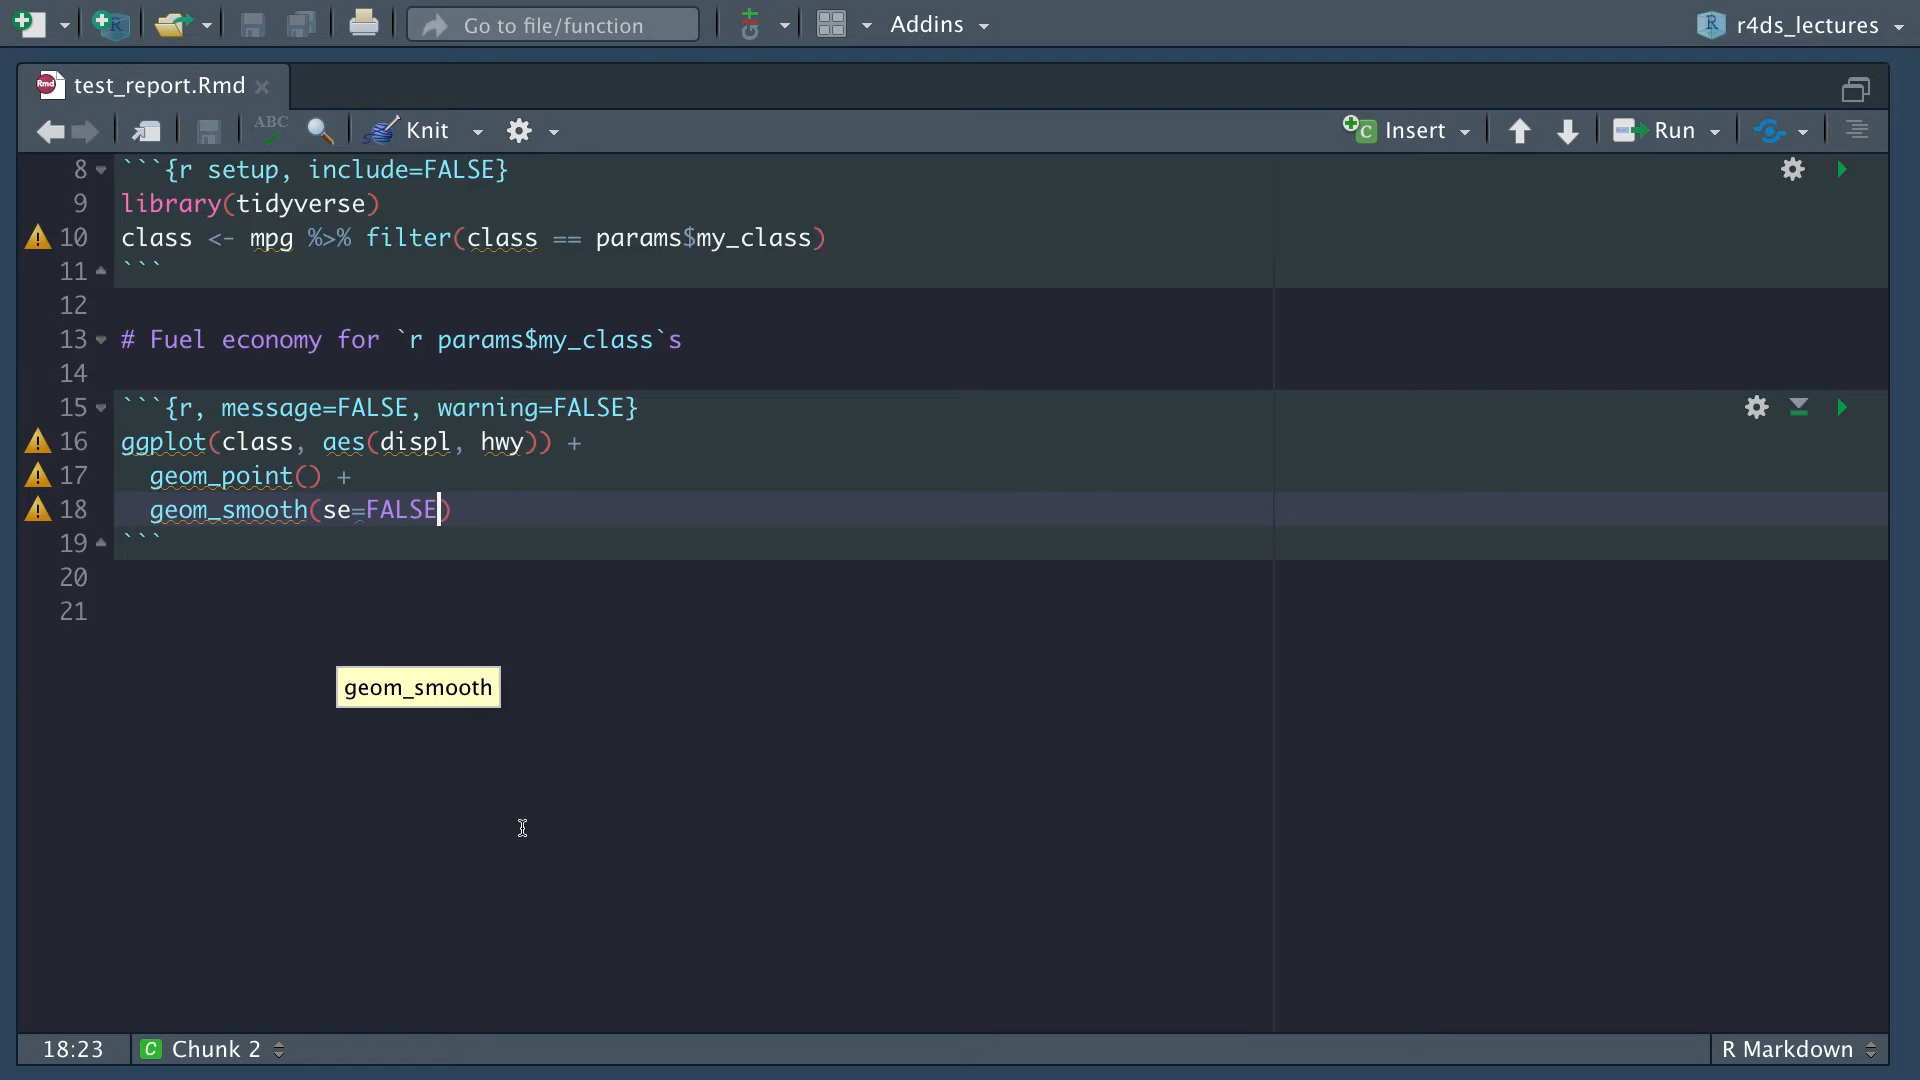 Go to file/function
Addins
r4ds_lectures
Rmd
test_report.Rmd
ABC
Knit
Insert
Run
8 ```{r setup, include=FALSE}
9 library(tidyverse)
10 class <- mpg %>% filter(class == params$my_class)
11 ```
12
13 # Fuel economy for `r params$my_class`s
14
15 ```{r, message=FALSE, warning=FALSE}
16 ggplot(class, aes(displ, hwy)) +
17   geom_point() +
18   geom_smooth(se=FALSE)
19 ```
20
21
geom_smooth
18:23
C Chunk 2
R Markdown